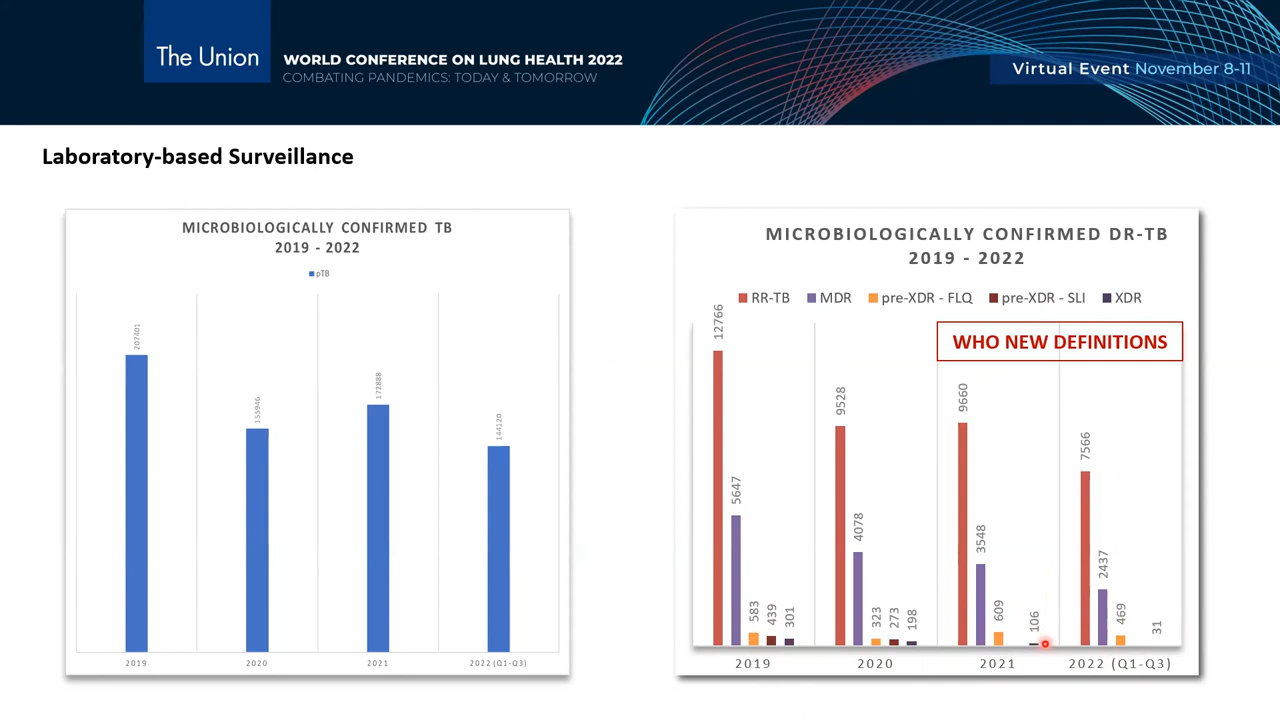 The Union
WORLD CONFERENCE ON LUNG HEALTH 2022
COMBATING PANDEMICS: TODAY & TOMORROW
Virtual Event November 8-11
Laboratory-based Surveillance
MICROBIOLOGICALLY CONFIRMED TB
2019 - 2022
pTB
207401
155946
172888
144120
2019
2020
2021
2022 (Q1-Q3)
MICROBIOLOGICALLY CONFIRMED DR-TB
2019 - 2022
RR-TB
MDR
pre-XDR - FLQ
pre-XDR - SLI
XDR
WHO NEW DEFINITIONS
12766
5647
583
439
301
9528
4078
323
273
198
9660
3548
609
106
7566
2437
469
31
2019
2020
2021
2022 (Q1-Q3)